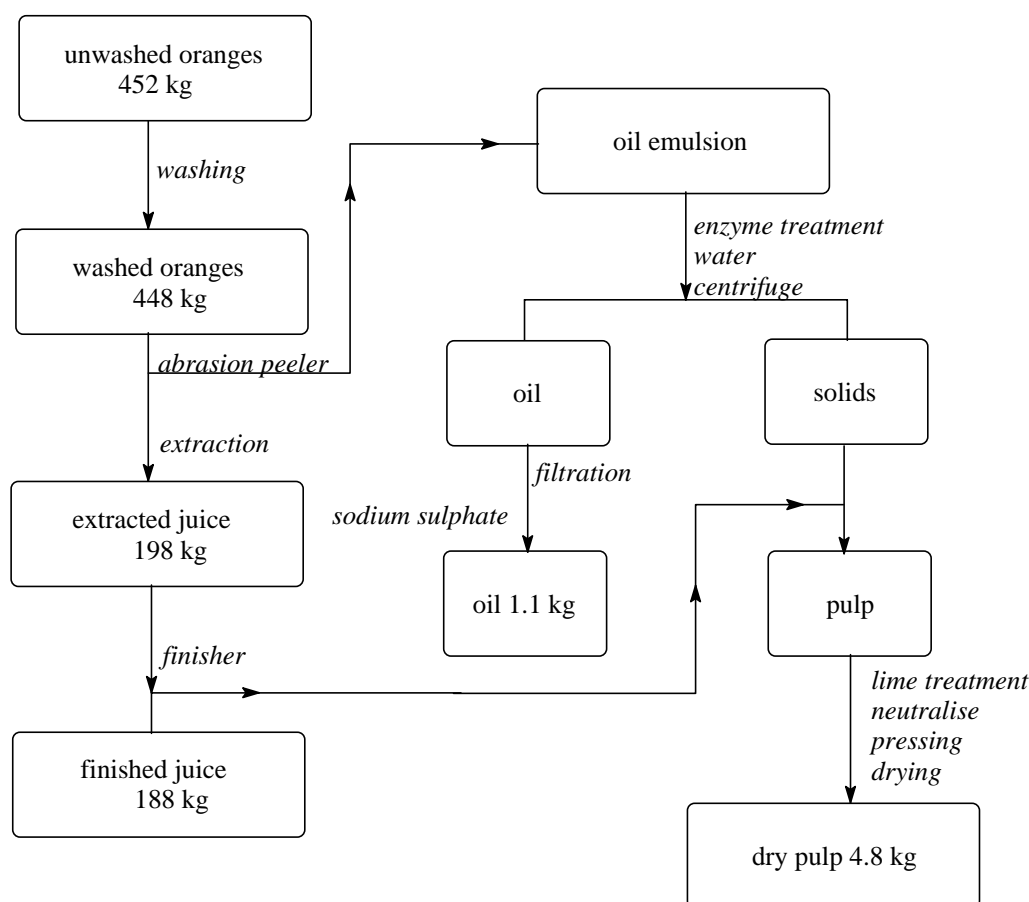 unwashed oranges
452 kg
washing
washed oranges
448 kg
abrasion peeler
extraction
extracted juice
198 kg
finisher
finished juice
188 kg
oil emulsion
enzyme treatment
water
centrifuge
oil
solids
filtration
sodium sulphate
oil 1.1 kg
pulp
lime treatment
neutralise
pressing
drying
dry pulp 4.8 kg